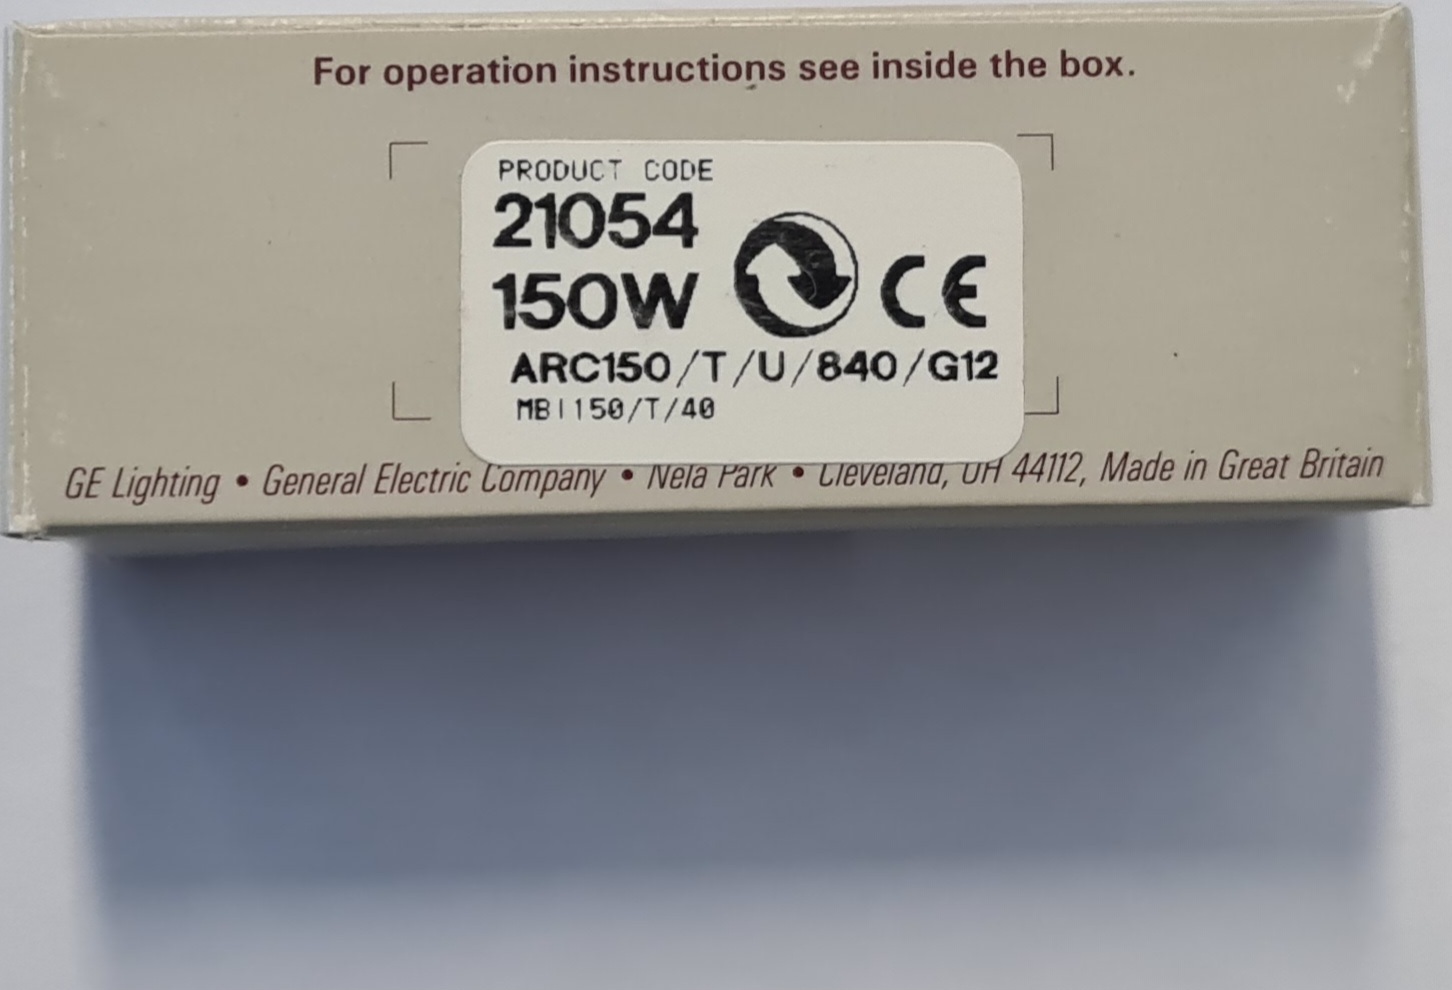 For operation instructions see inside the box.
PRODUCT CODE
21054
150W
CE
ARC150/T/U/840/G12
MBI150/T/40
GE Lighting • General Electric Company • Nela Park • Cleveland, OH 44112, Made in Great Britain